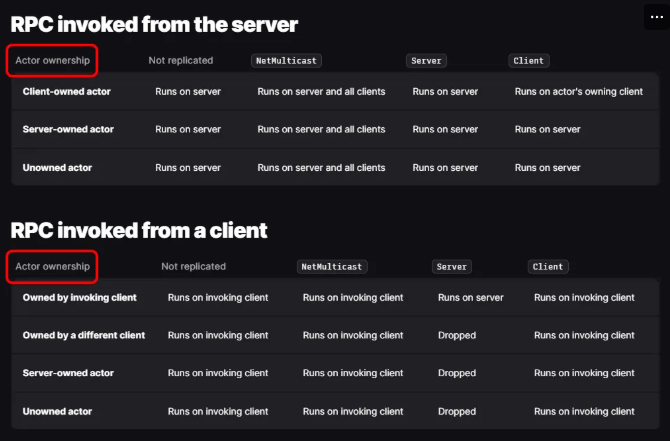 RPC invoked from the server
Actor ownership Not replicated NetMulticast Server Client
Client-owned actor Runs on server Runs on server and all clients Runs on server Runs on actor's owning client
Server-owned actor Runs on server Runs on server and all clients Runs on server Runs on server
Unowned actor Runs on server Runs on server and all clients Runs on server Runs on server
RPC invoked from a client
Actor ownership Not replicated NetMulticast Server Client
Owned by invoking client Runs on invoking client Runs on invoking client Runs on server Runs on invoking client
Owned by a different client Runs on invoking client Runs on invoking client Dropped Runs on invoking client
Server-owned actor Runs on invoking client Runs on invoking client Dropped Runs on invoking client
Unowned actor Runs on invoking client Runs on invoking client Dropped Runs on invoking client